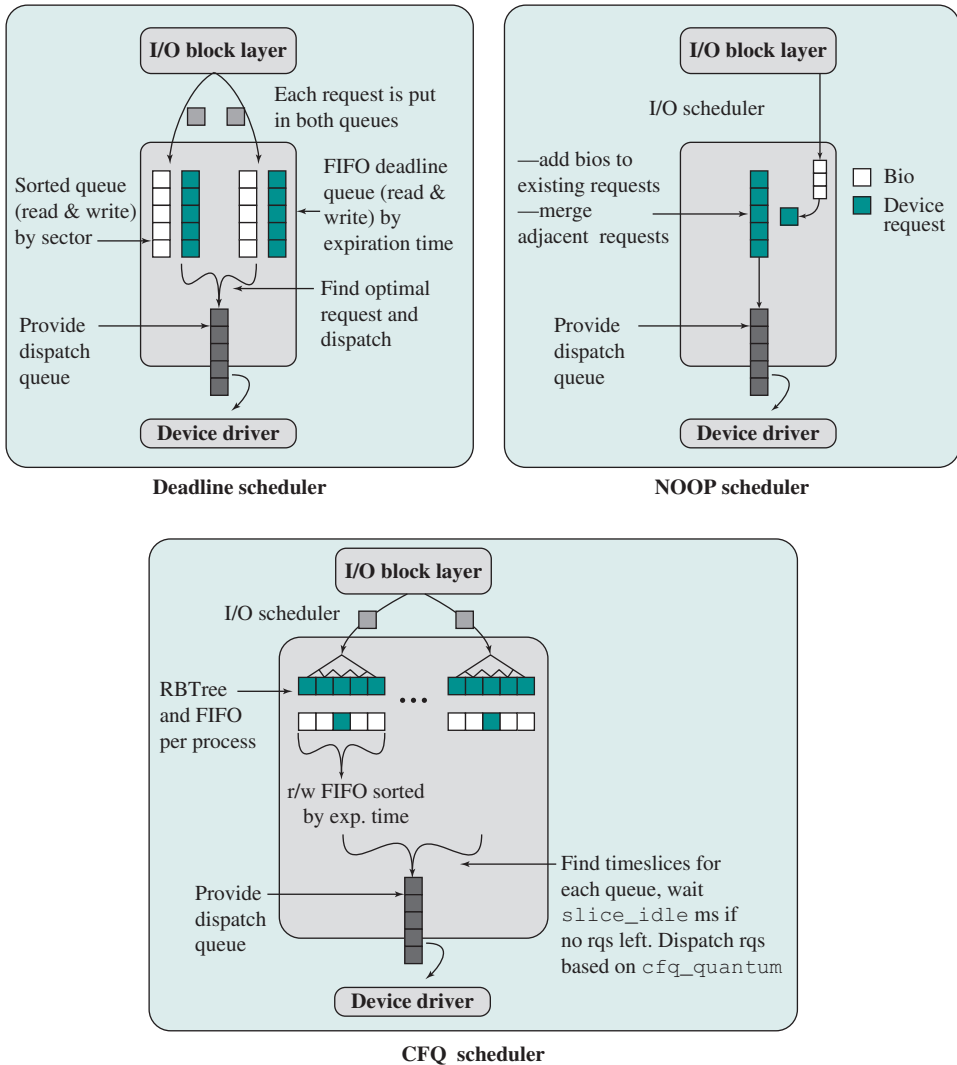 I/O block layer
Each request is put
in both queues
Sorted queue
(read & write)
by sector
FIFO deadline
queue (read &
write) by
expiration time
Find optimal
request and
dispatch
Provide
dispatch
queue
Device driver
Deadline scheduler
I/O block layer
I/O scheduler
—add bios to
existing requests
—merge
adjacent requests
Bio
Device
request
Provide
dispatch
queue
Device driver
NOOP scheduler
I/O block layer
I/O scheduler
RBTree
and FIFO
per process
...
r/w FIFO sorted
by exp. time
Provide
dispatch
queue
Find timeslices for
each queue, wait
slice_idle ms if
no rqs left. Dispatch rqs
based on cfq_quantum
Device driver
CFQ scheduler